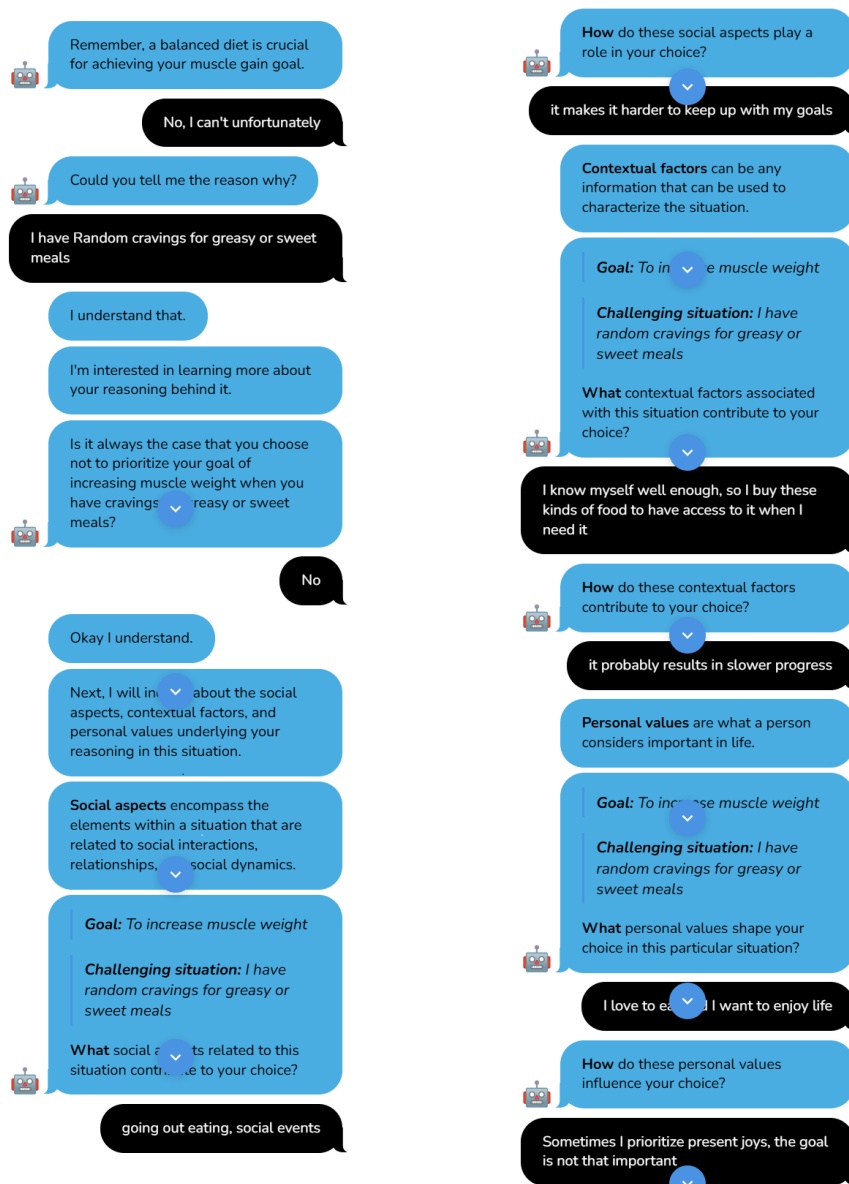 Remember, a balanced diet is crucial
for achieving your muscle gain goal.
No, I can't unfortunately
Could you tell me the reason why?
I have Random cravings for greasy or sweet
meals
I understand that.
I'm interested in learning more about
your reasoning behind it.
Is it always the case that you choose
not to prioritize your goal of
increasing muscle weight when you
have cravings reasy or sweet
meals?
No
Okay I understand.
Next, I will in about the social
aspects, contextual factors, and
personal values underlying your
reasoning in this situation.
Social aspects encompass the
elements within a situation that are
related to social interactions,
relationships, social dynamics.
Goal: To increase muscle weight
Challenging situation: I have
random cravings for greasy or
sweet meals
What social a ts related to this
situation contr te to your choice?
going out eating, social events
How do these social aspects play a
role in your choice?
it makes it harder to keep up with my goals
Contextual factors can be any
information that can be used to
characterize the situation.
Goal: To in e muscle weight
Challenging situation: I have
random cravings for greasy or
sweet meals
What contextual factors associated
with this situation contribute to your
choice?
I know myself well enough, so I buy these
kinds of food to have access to it when I
need it
How do these contextual factors
contribute to your choice?
it probably results in slower progress
Personal values are what a person
considers important in life.
Goal: To increase muscle weight
Challenging situation: I have
random cravings for greasy or
sweet meals
What personal values shape your
choice in this particular situation?
I love to ea d I want to enjoy life
How do these personal values
influence your choice?
Sometimes I prioritize present joys, the goal
is not that important